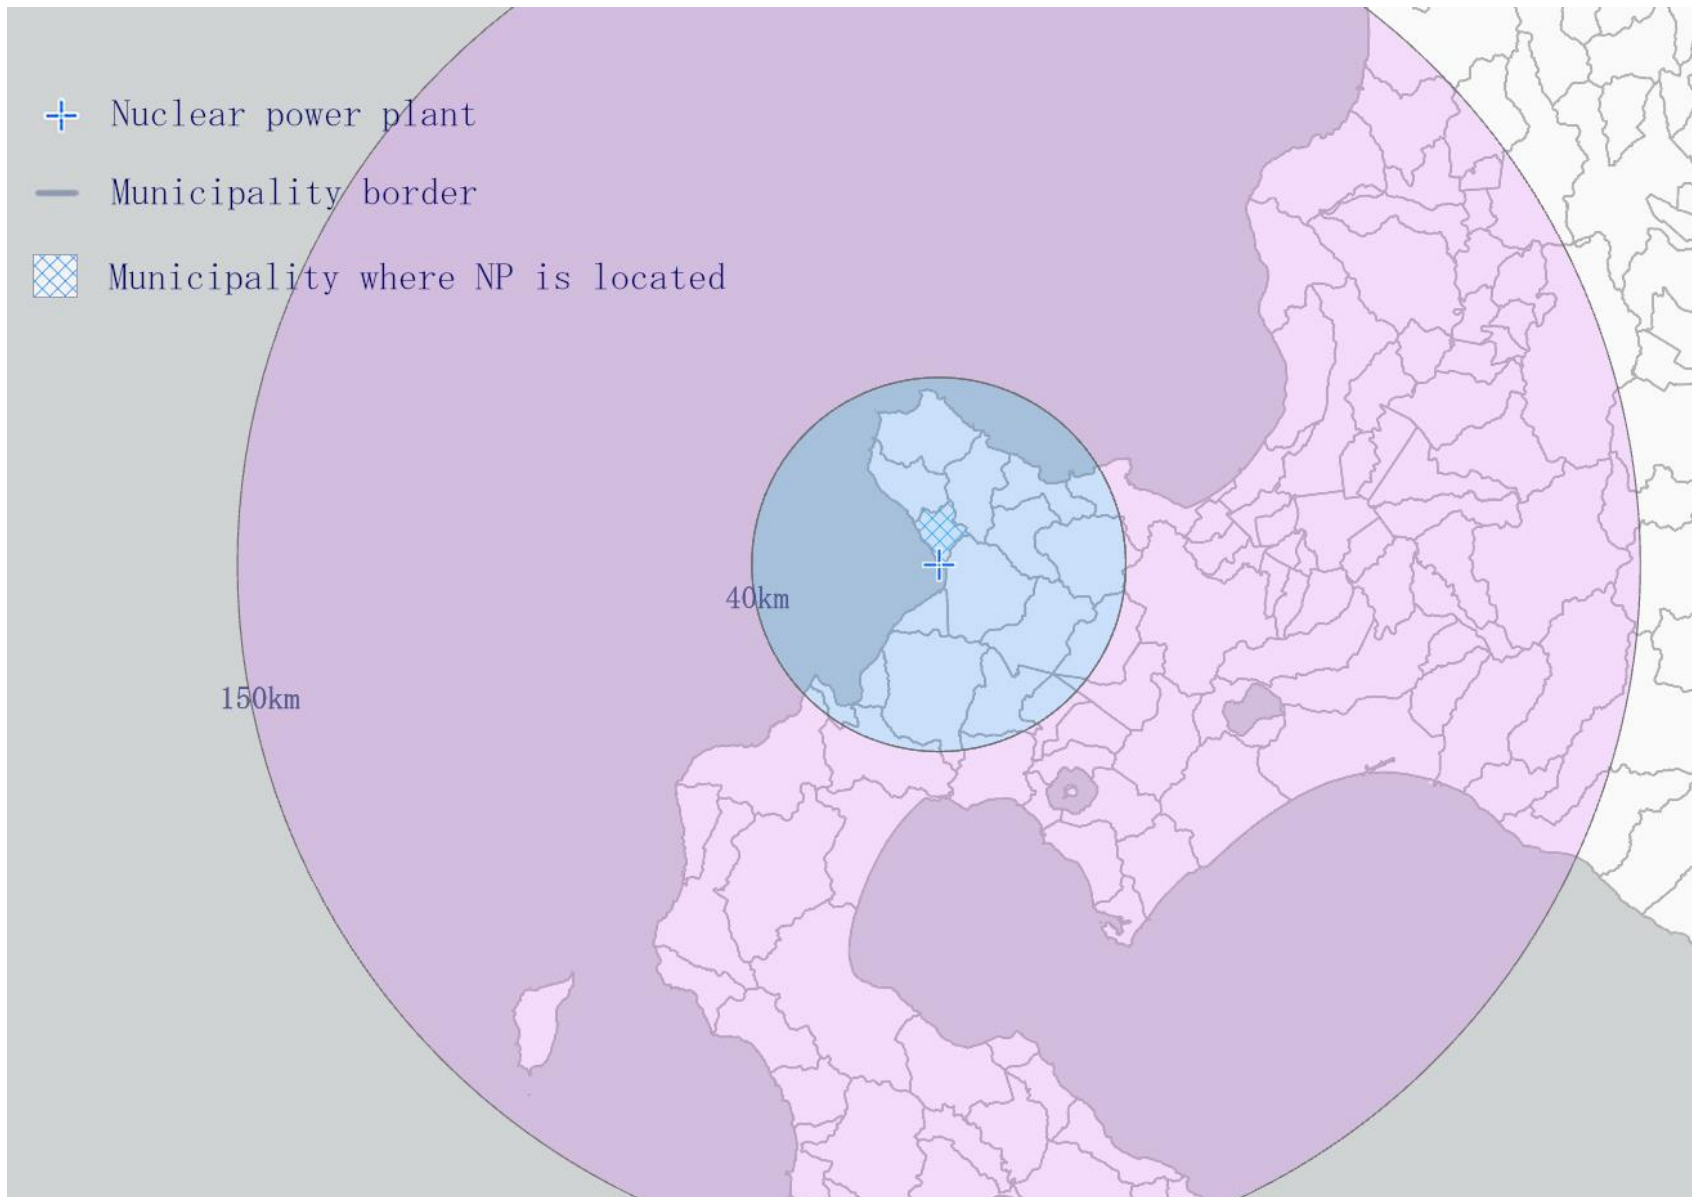 Nuclear power plant
Municipality border
Municipality where NP is located
40km
150km